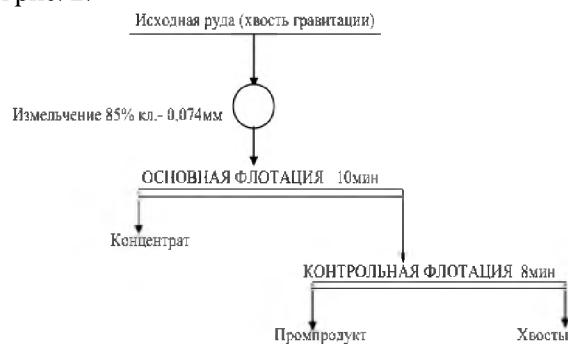 Исходная руда (хвость гравитации)
Измельчение 85% кл.- 0,074мм
ОСНОВНАЯ ФЛОТАЦИЯ 10мин
Концентрат
КОНТРОЛЬНАЯ ФЛОТАЦИЯ 8мин
Промпродукт Хвосты